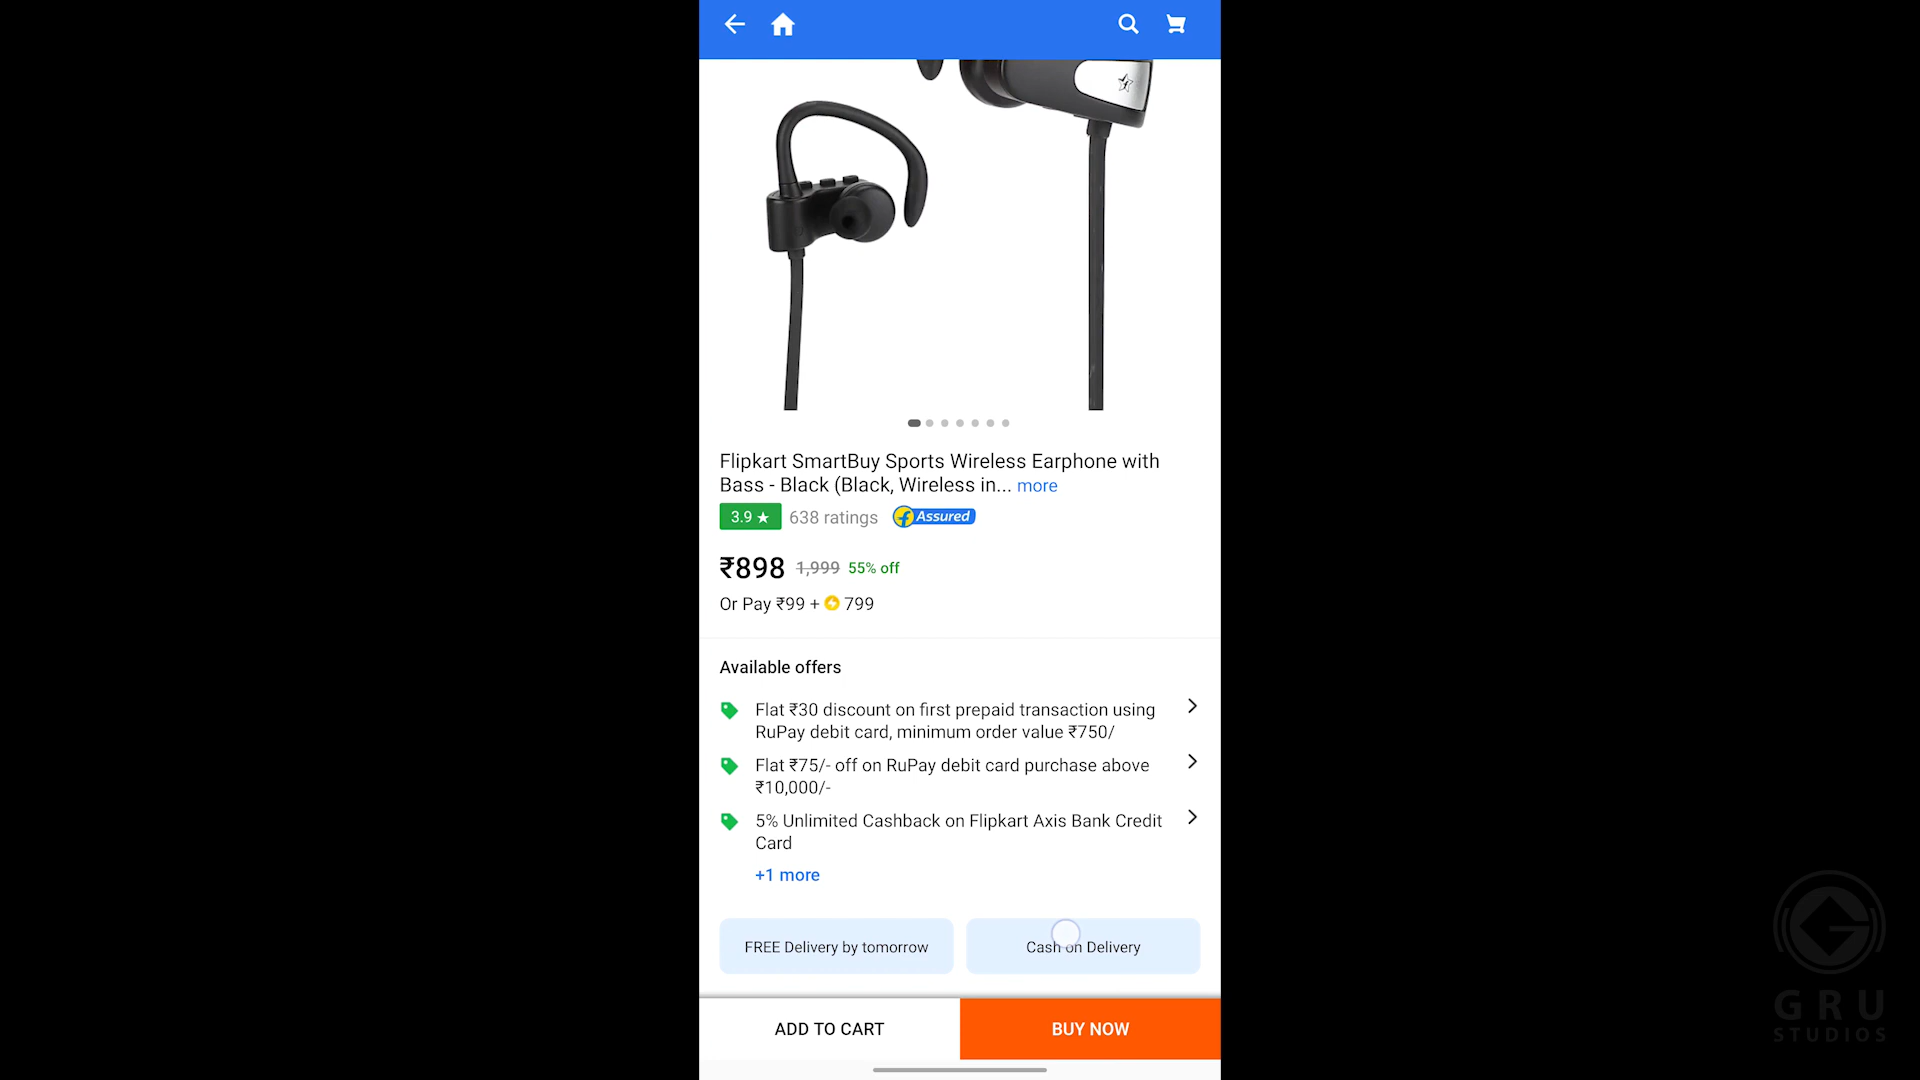 Flipkart SmartBuy Sports Wireless Earphone with
Bass - Black (Black, Wireless in... more
3.9 ★ 638 ratings Assured
₹898 1,999 55% off
Or Pay ₹99 + 799
Available offers
Flat ₹30 discount on first prepaid transaction using
RuPay debit card, minimum order value ₹750/
Flat ₹75/- off on RuPay debit card purchase above
₹10,000/-
5% Unlimited Cashback on Flipkart Axis Bank Credit
Card
+1 more
FREE Delivery by tomorrow
Cash on Delivery
ADD TO CART
BUY NOW
GRU
STUDIOS